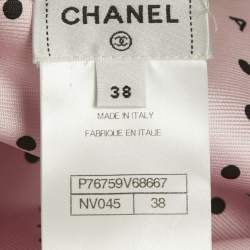 CHANEL
38
MADE IN ITALY
FABRIQUE EN ITALIE
P76759V68667
NV045 38